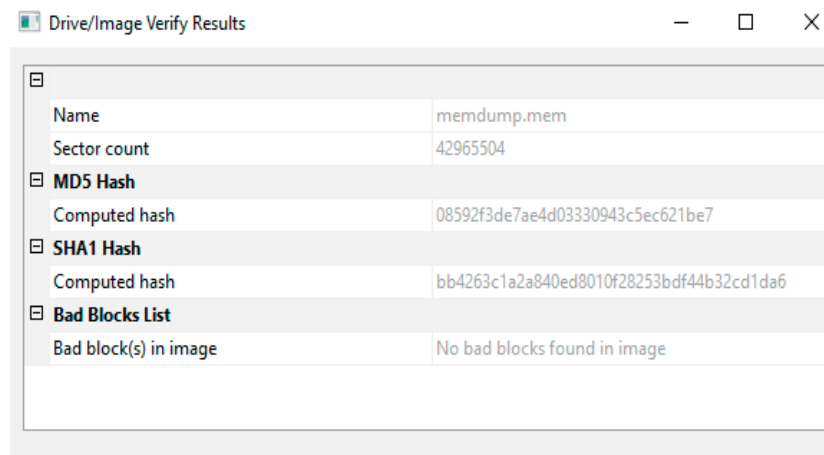 Drive/Image Verify Results
Name memdump.mem
Sector count 42965504
MD5 Hash
Computed hash 08592f3de7ae4d03330943c5ec621be7
SHA1 Hash
Computed hash bb4263c1a2a840ed8010f28253bdf44b32cd1da6
Bad Blocks List
Bad block(s) in image No bad blocks found in image